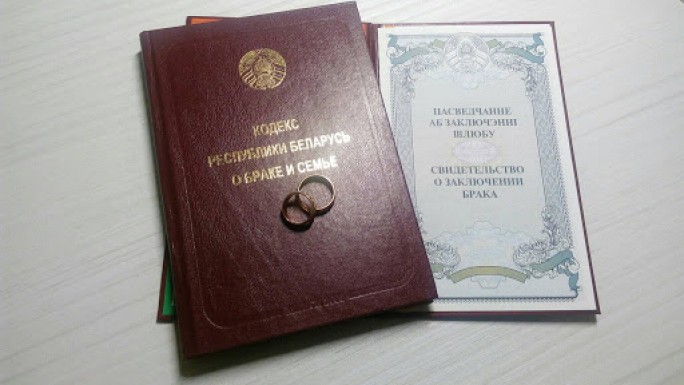 КОДЕКС
РЕСПУБЛИКИ БЕЛАРУСЬ
О БРАКЕ И СЕМЬЕ
ПАСВЕДЧАННЕ
АБ ЗАКЛЮЧЭННІ
ШЛЮБУ
СВИДЕТЕЛЬСТВО
О ЗАКЛЮЧЕНИИ
БРАКА